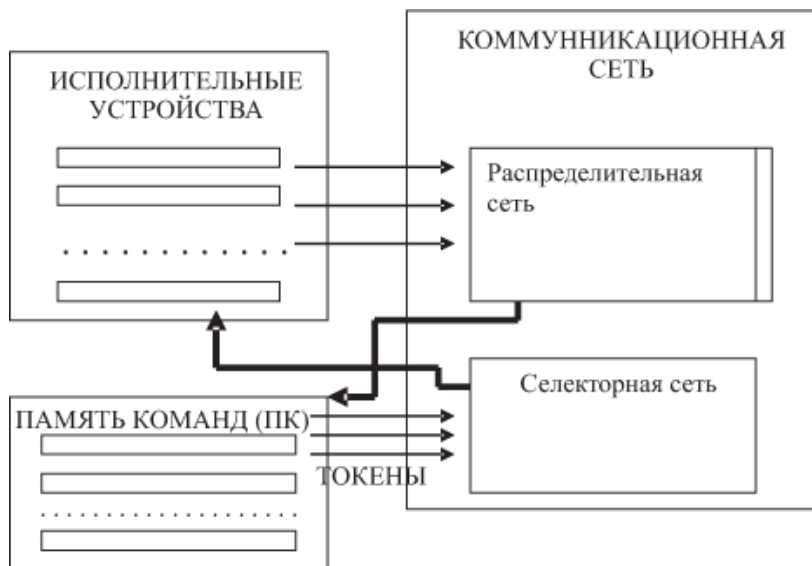 ИСПОЛНИТЕЛЬНЫЕ
УСТРОЙСТВА
КОММУННИКАЦИОННАЯ
СЕТЬ
Распределительная
сеть
Селекторная сеть
ПАМЯТЬ КОМАНД (ПК)
ТОКЕНЫ